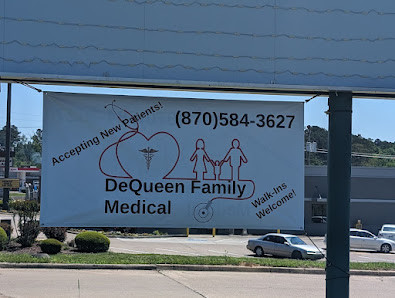 Accepting New Patients!
(870)584-3627
DeQueen Family
Medical
Walk-Ins
Welcome!